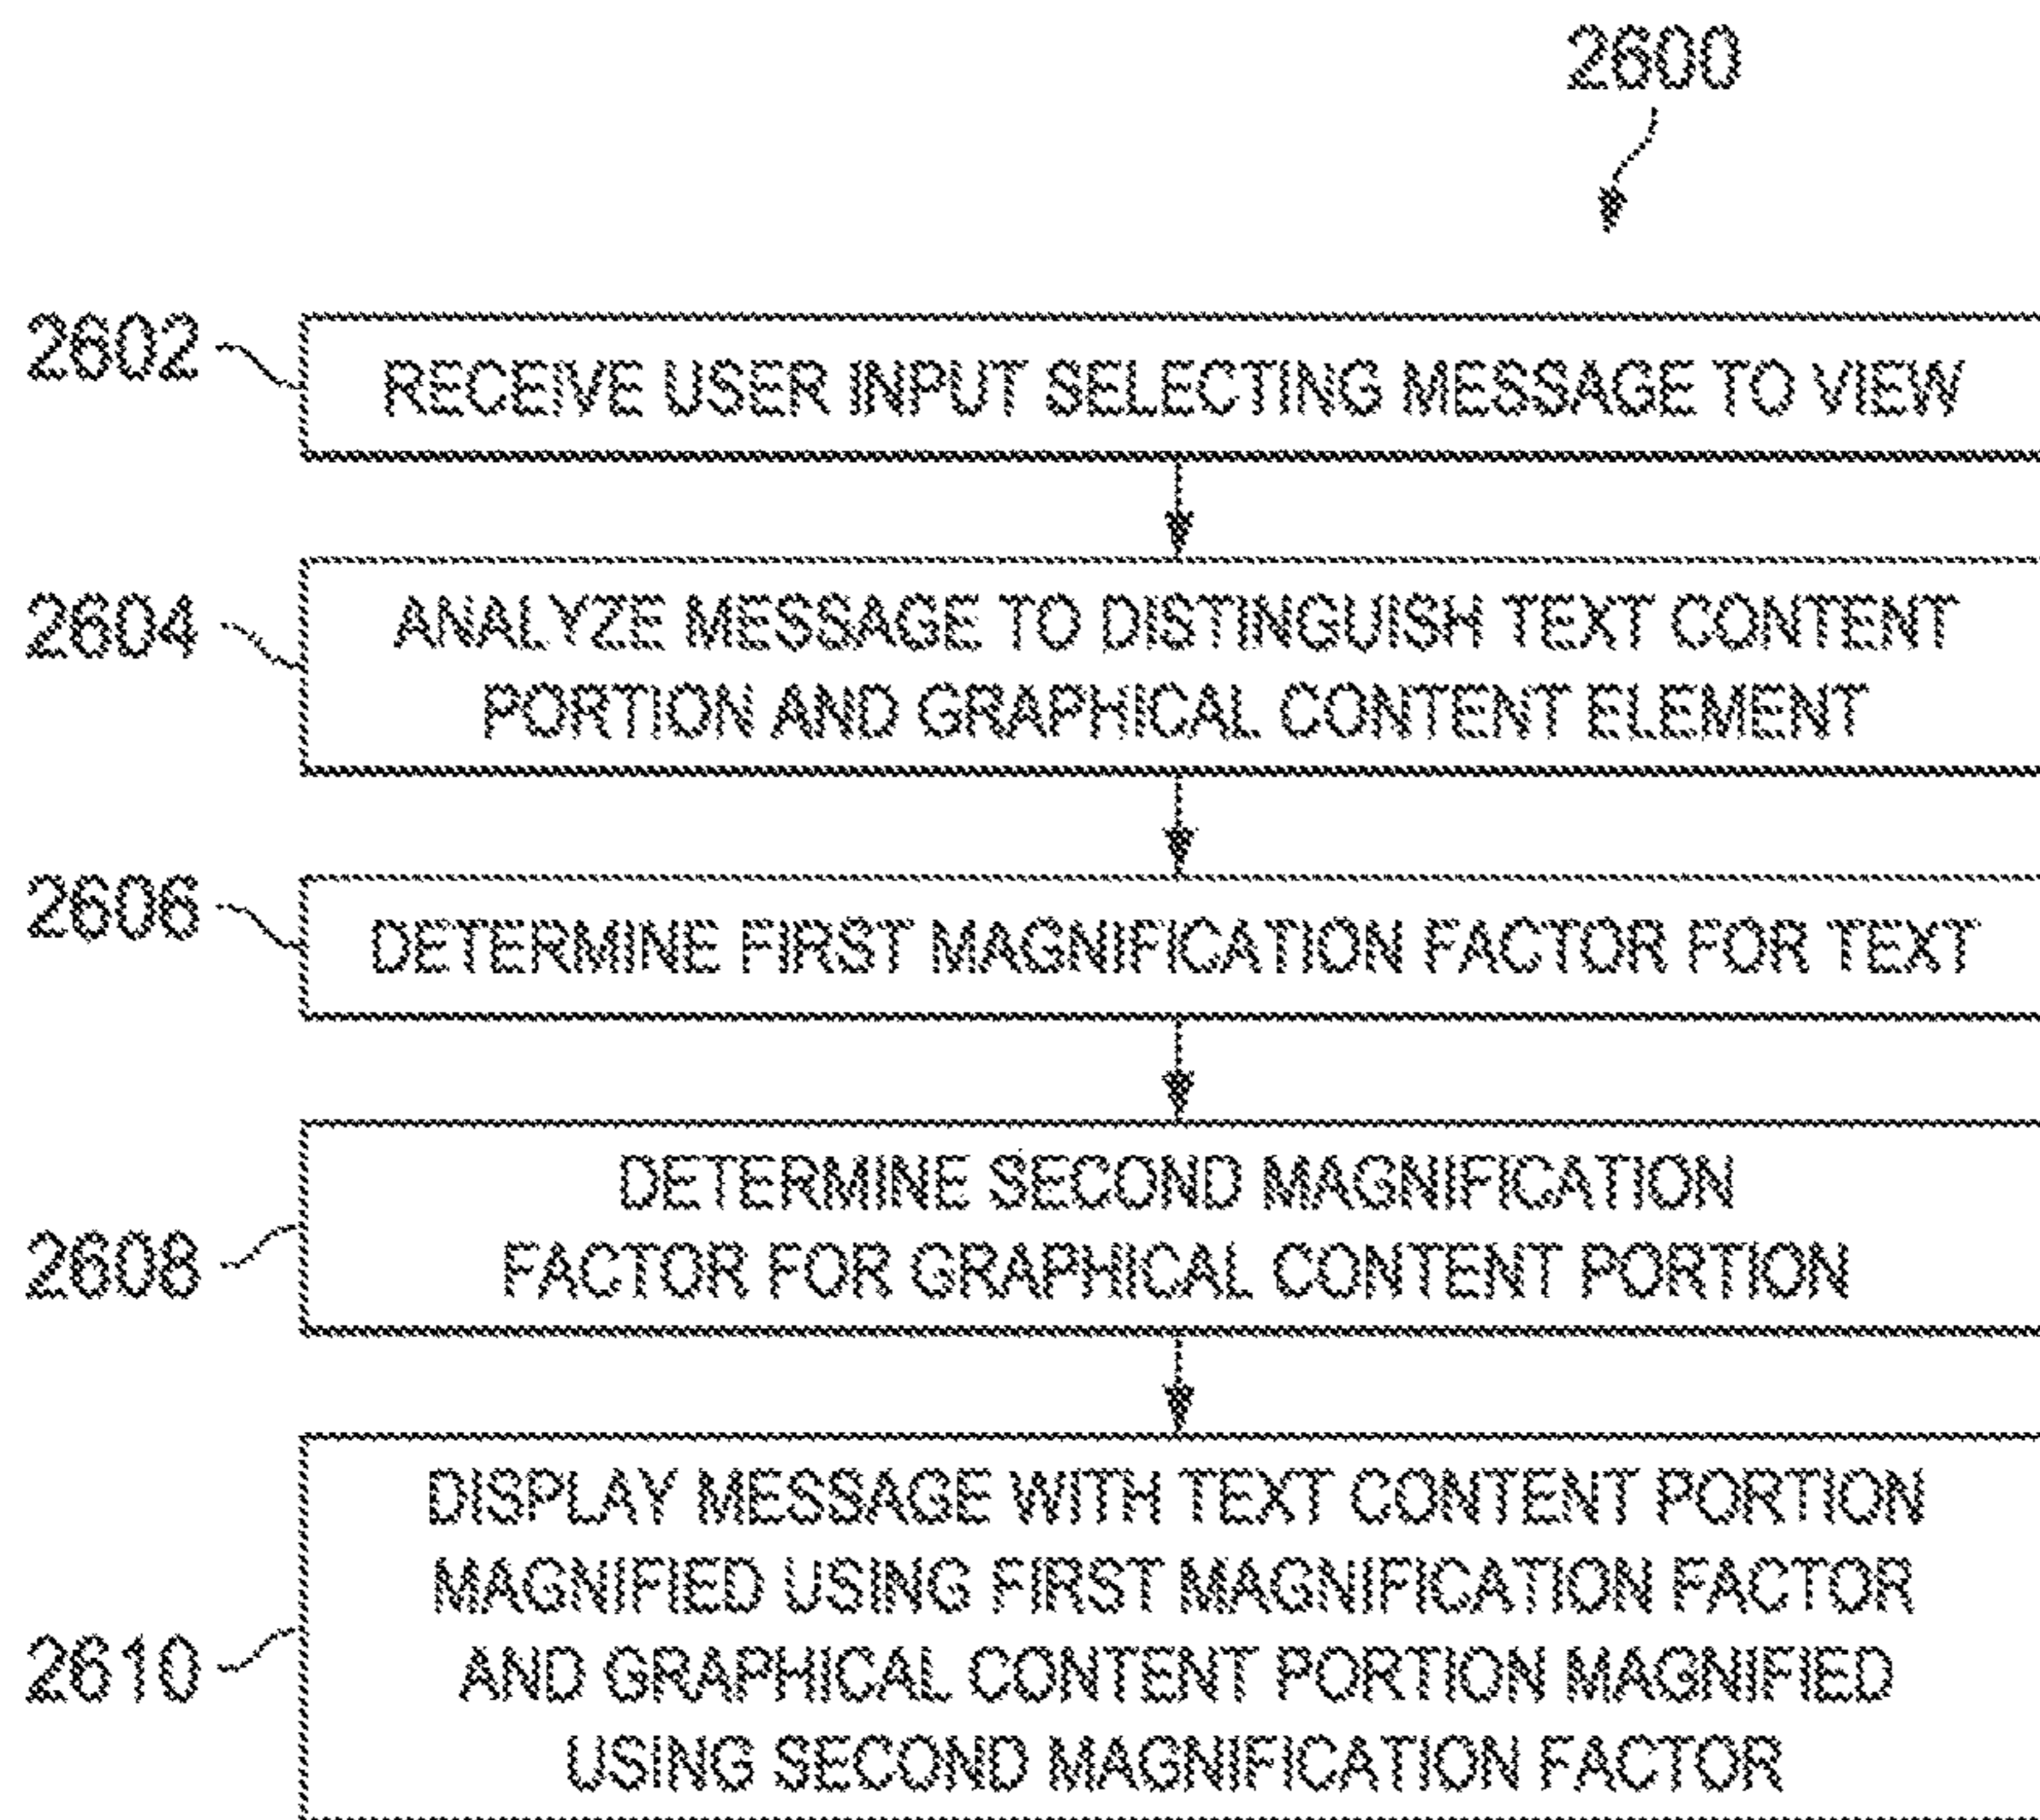 2600
2602
RECEIVE USER INPUT SELECTING MESSAGE TO VIEW
2604
ANALYZE MESSAGE TO DISTINGUISH TEXT CONTENT
PORTION AND GRAPHICAL CONTENT ELEMENT
2606
DETERMINE FIRST MAGNIFICATION FACTOR FOR TEXT
2608
DETERMINE SECOND MAGNIFICATION
FACTOR FOR GRAPHICAL CONTENT PORTION
2610
DISPLAY MESSAGE WITH TEXT CONTENT PORTION
MAGNIFIED USING FIRST MAGNIFICATION FACTOR
AND GRAPHICAL CONTENT PORTION MAGNIFIED
USING SECOND MAGNIFICATION FACTOR